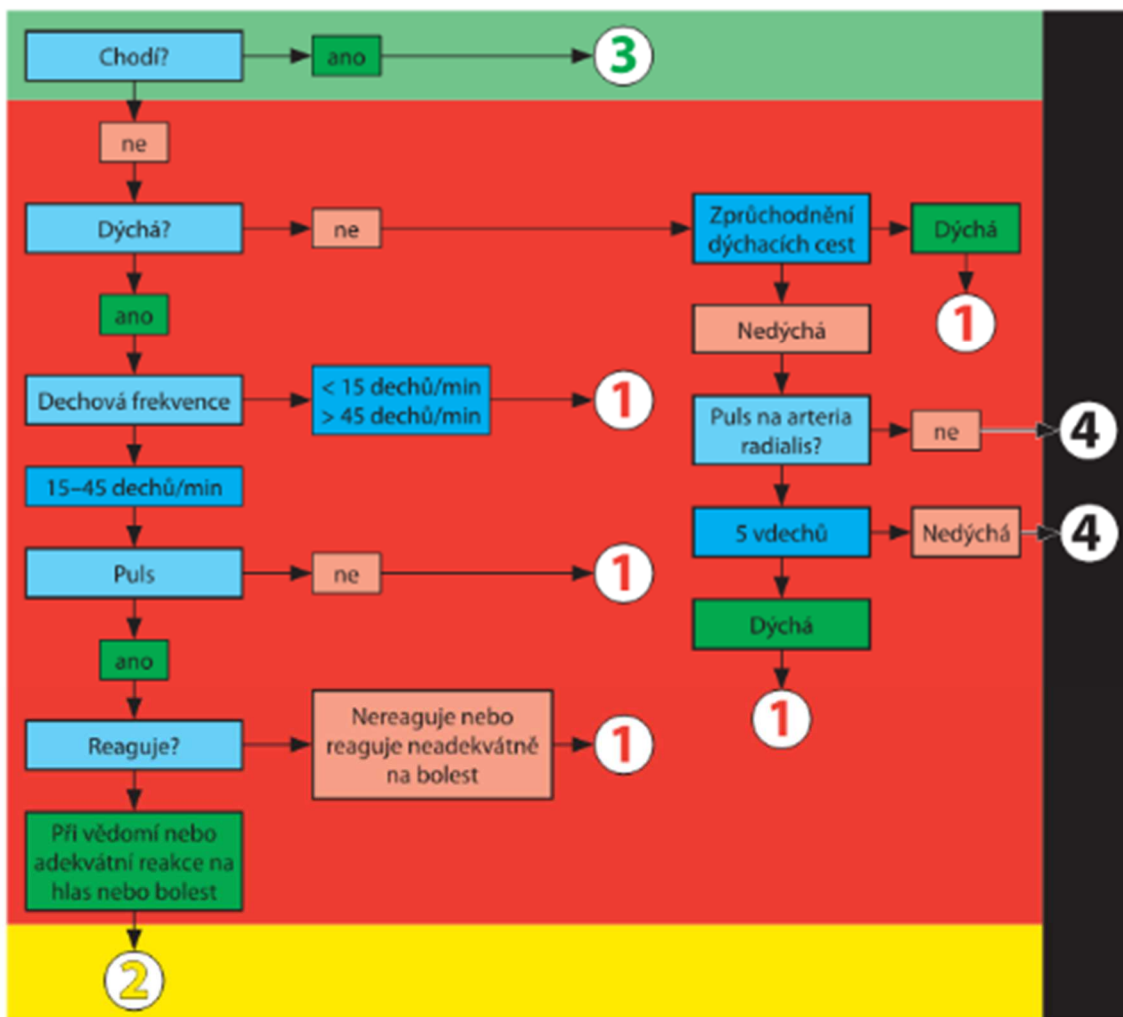 Chodí?
ano
3
ne
Dýchá?
ne
Zprůchodnění
dýchacích cest
Dýchá
1
ano
Nedýchá
Dechová frekvence
< 15 dechů/min
> 45 dechů/min
1
Puls na arteria
radialis?
ne
4
15–45 dechů/min
5 vdechů
Nedýchá
4
Puls
ne
1
Dýchá
1
ano
Reaguje?
Nereaguje nebo
reaguje neadekvátně
na bolest
1
Při vědomí nebo
adekvátní reakce na
hlas nebo bolest
2